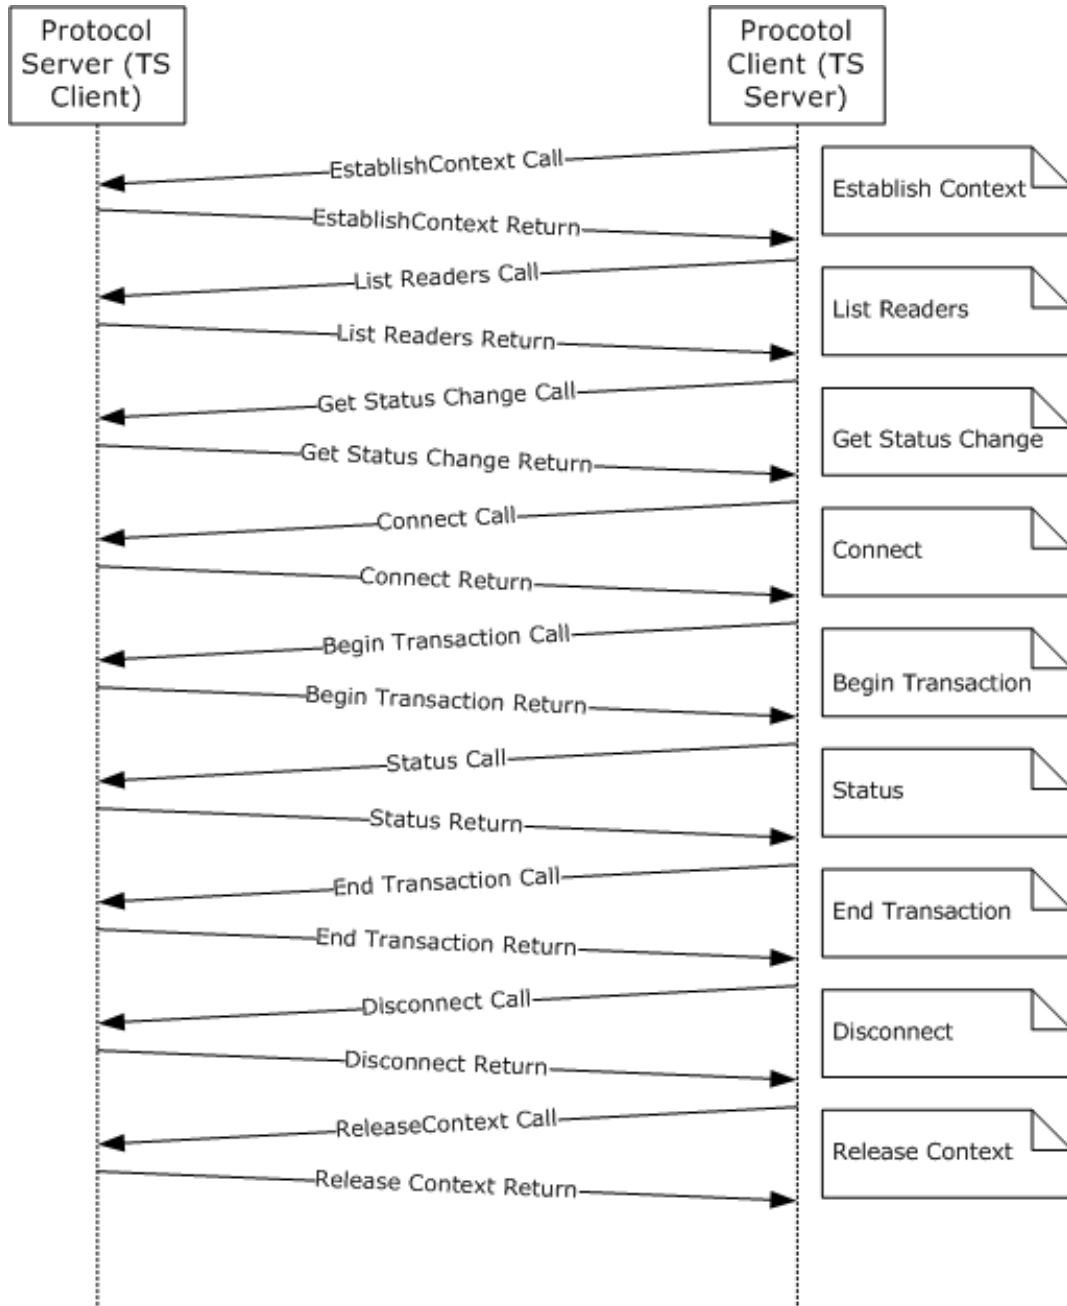 Protocol
Server (TS
Client)
Procotol
Client (TS
Server)
EstablishContext Call
Establish Context
EstablishContext Return
List Readers Call
List Readers
List Readers Return
Get Status Change Call
Get Status Change
Get Status Change Return
Connect Call
Connect
Connect Return
Begin Transaction Call
Begin Transaction
Begin Transaction Return
Status Call
Status
Status Return
End Transaction Call
End Transaction
End Transaction Return
Disconnect Call
Disconnect
Disconnect Return
ReleaseContext Call
Release Context
Release Context Return